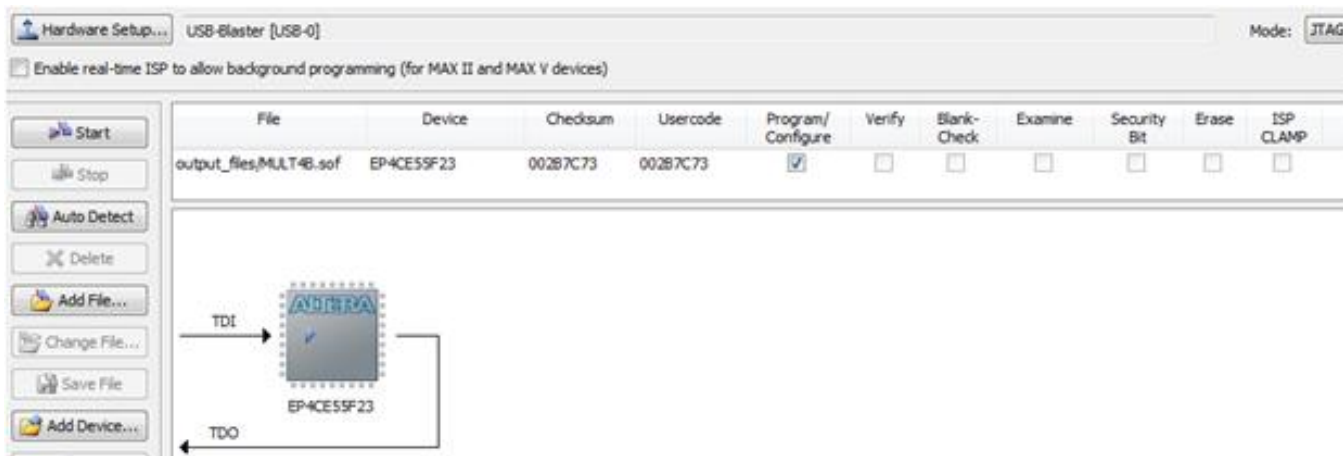 Hardware Setup... USB-Blaster [USB-0] Mode: JTAG
Enable real-time ISP to allow background programming (for MAX II and MAX V devices)
Start
Stop
Auto Detect
Delete
Add File...
Change File...
Save File
Add Device...
File Device Checksum Usercode Program/ Configure Verify Blank- Check Examine Security Bit Erase ISP CLAMP
output_files/MULT4B.sof EP4CE55F23 002B7C73 002B7C73
TDI
ALTERA
EP4CE55F23
TDO